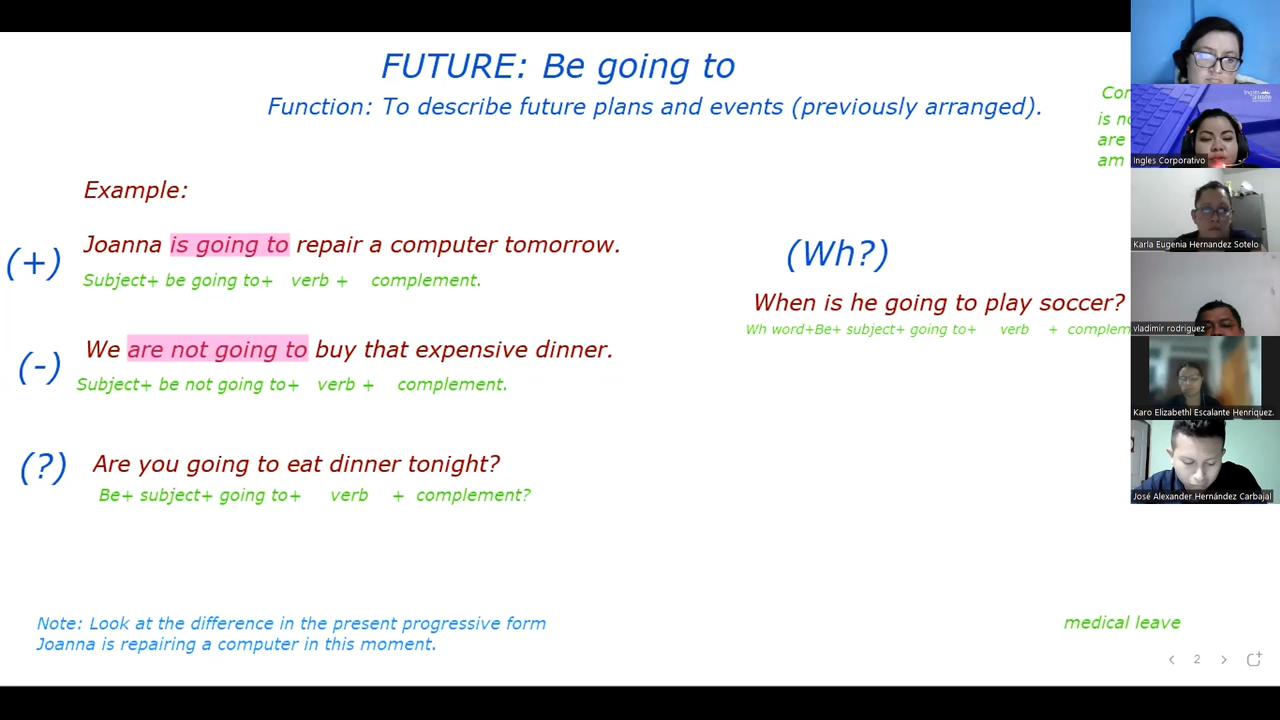 FUTURE: Be going to
Function: To describe future plans and events (previously arranged).
is
are
am
Example:
(+)
Joanna is going to repair a computer tomorrow.
Subject+ be going to+ verb + complement.
(-)
We are not going to buy that expensive dinner.
Subject+ be not going to+ verb + complement.
(?)
Are you going to eat dinner tonight?
Be+ subject+ going to+ verb + complement?
(Wh?)
When is he going to play soccer?
Wh word+Be+ subject+ going to+ verb + complem
Note: Look at the difference in the present progressive form
Joanna is repairing a computer in this moment.
medical leave
2
Ingles Corporativo
Karla Eugenia Hernandez Sotelo
vladimir rodriguez
Karo Elizabethl Escalante Henriquez.
José Alexander Hernández Carbajal